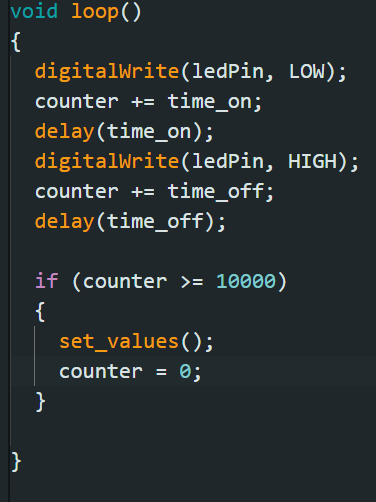 void loop()
{
  digitalWrite(ledPin, LOW);
  counter += time_on;
  delay(time_on);
  digitalWrite(ledPin, HIGH);
  counter += time_off;
  delay(time_off);

  if (counter >= 10000)
  {
    set_values();
    counter = 0;
  }

}